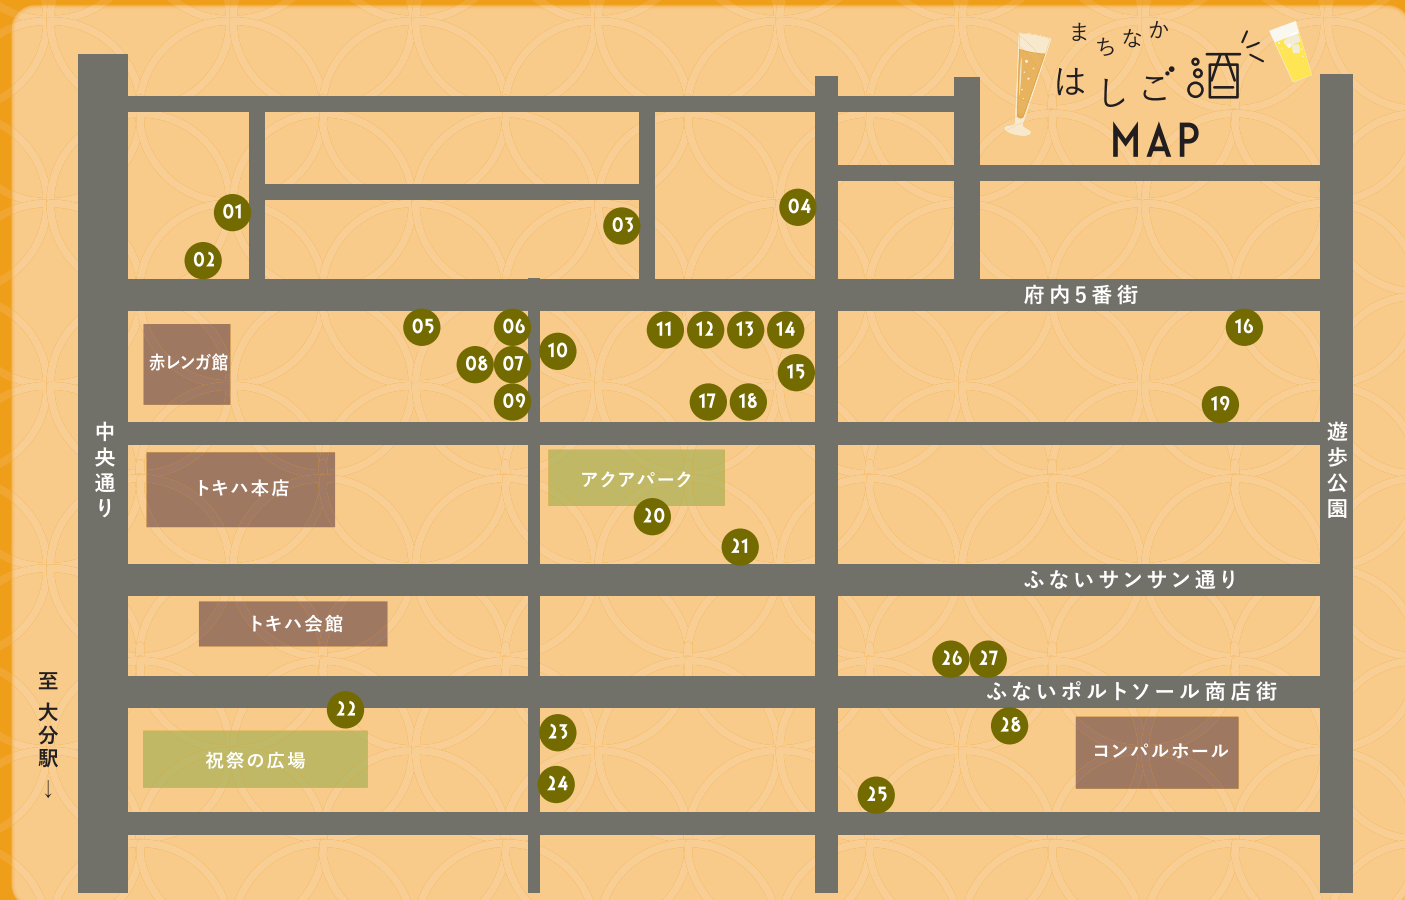 まちなか
はしご酒
MAP
01
02
03
04
府内5番街
05
06
07
08
09
10
11
12
13
14
15
16
17
18
19
赤レンガ館
中央通り
遊歩公園
トキハ本店
アクアパーク
20
21
ふないサンサン通り
トキハ会館
26
27
ふないポルトソール商店街
至 大分駅 ↓
22
23
24
25
28
祝祭の広場
コンパルホール